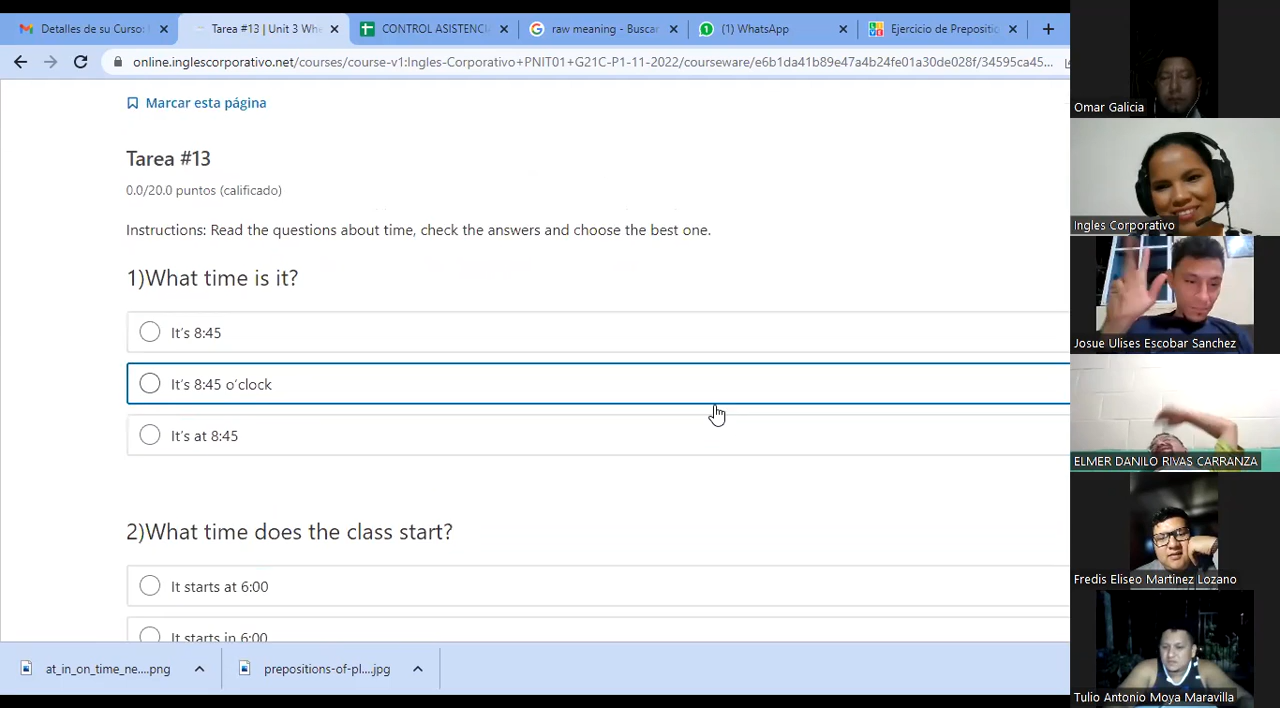 Detalles de su Curso:
Tarea #13 | Unit 3 Whe
CONTROL ASISTENCI
raw meaning - Buscar
(1) WhatsApp
Ejercicio de Prepositi
online.inglescorporativo.net/courses/course-v1:Ingles-Corporativo+PNIT01+G21C-P1-11-2022/courseware/e6b1da41b89e47a4b24fe01a30de028f/34595ca45...
Marcar esta página
Tarea #13
0.0/20.0 puntos (calificado)
Instructions: Read the questions about time, check the answers and choose the best one.
1)What time is it?
It's 8:45
It's 8:45 o'clock
It's at 8:45
2)What time does the class start?
It starts at 6:00
It starts in 6:00
at_in_on_time_ne....png
prepositions-of-pl....jpg
Omar Galicia
Ingles Corporativo
Josue Ulises Escobar Sanchez
ELMER DANILO RIVAS CARRANZA
Fredis Eliseo Martinez Lozano
Tulio Antonio Moya Maravilla